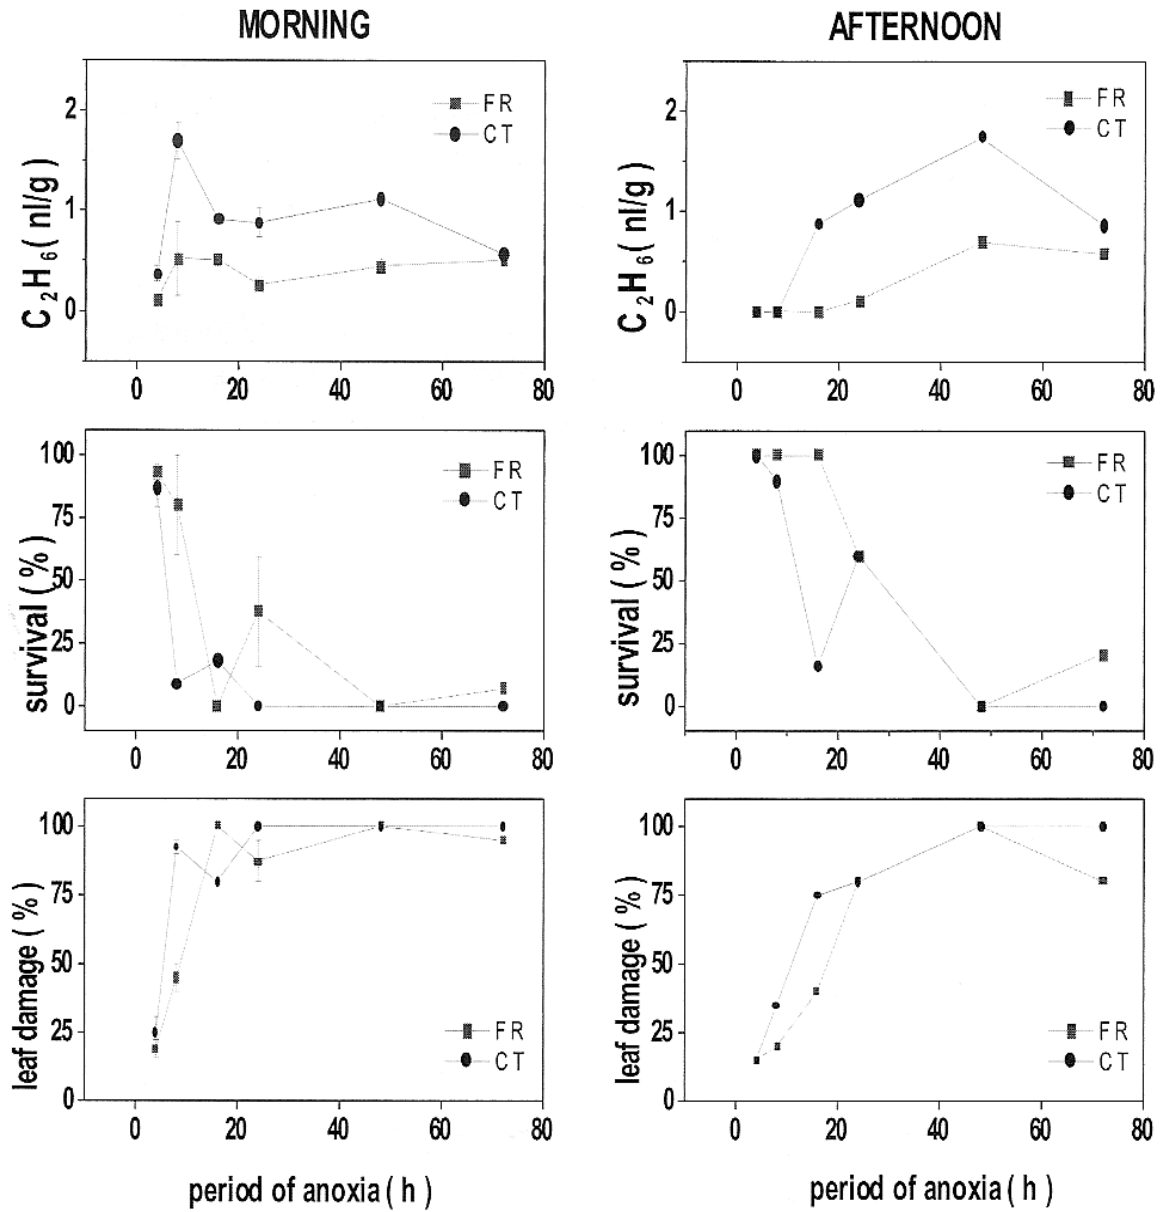 MORNING
AFTERNOON
C2H6 ( nl/g )
2
1
0
FR
CT
0 20 40 60 80
C2H6 ( nl/g )
2
1
0
FR
CT
0 20 40 60 80
survival ( % )
100
75
50
25
0
FR
CT
0 20 40 60 80
survival ( % )
100
75
50
25
0
FR
CT
0 20 40 60 80
leaf damage ( % )
100
75
50
25
0
FR
CT
0 20 40 60 80
period of anoxia ( h )
leaf damage ( % )
100
75
50
25
0
FR
CT
0 20 40 60 80
period of anoxia ( h )